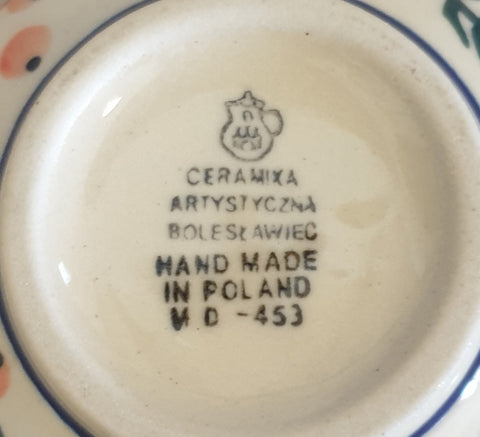 CERAMIKA
ARTYSTYCZNA
BOLESŁAWIEC
HAND MADE
IN POLAND
M D -453